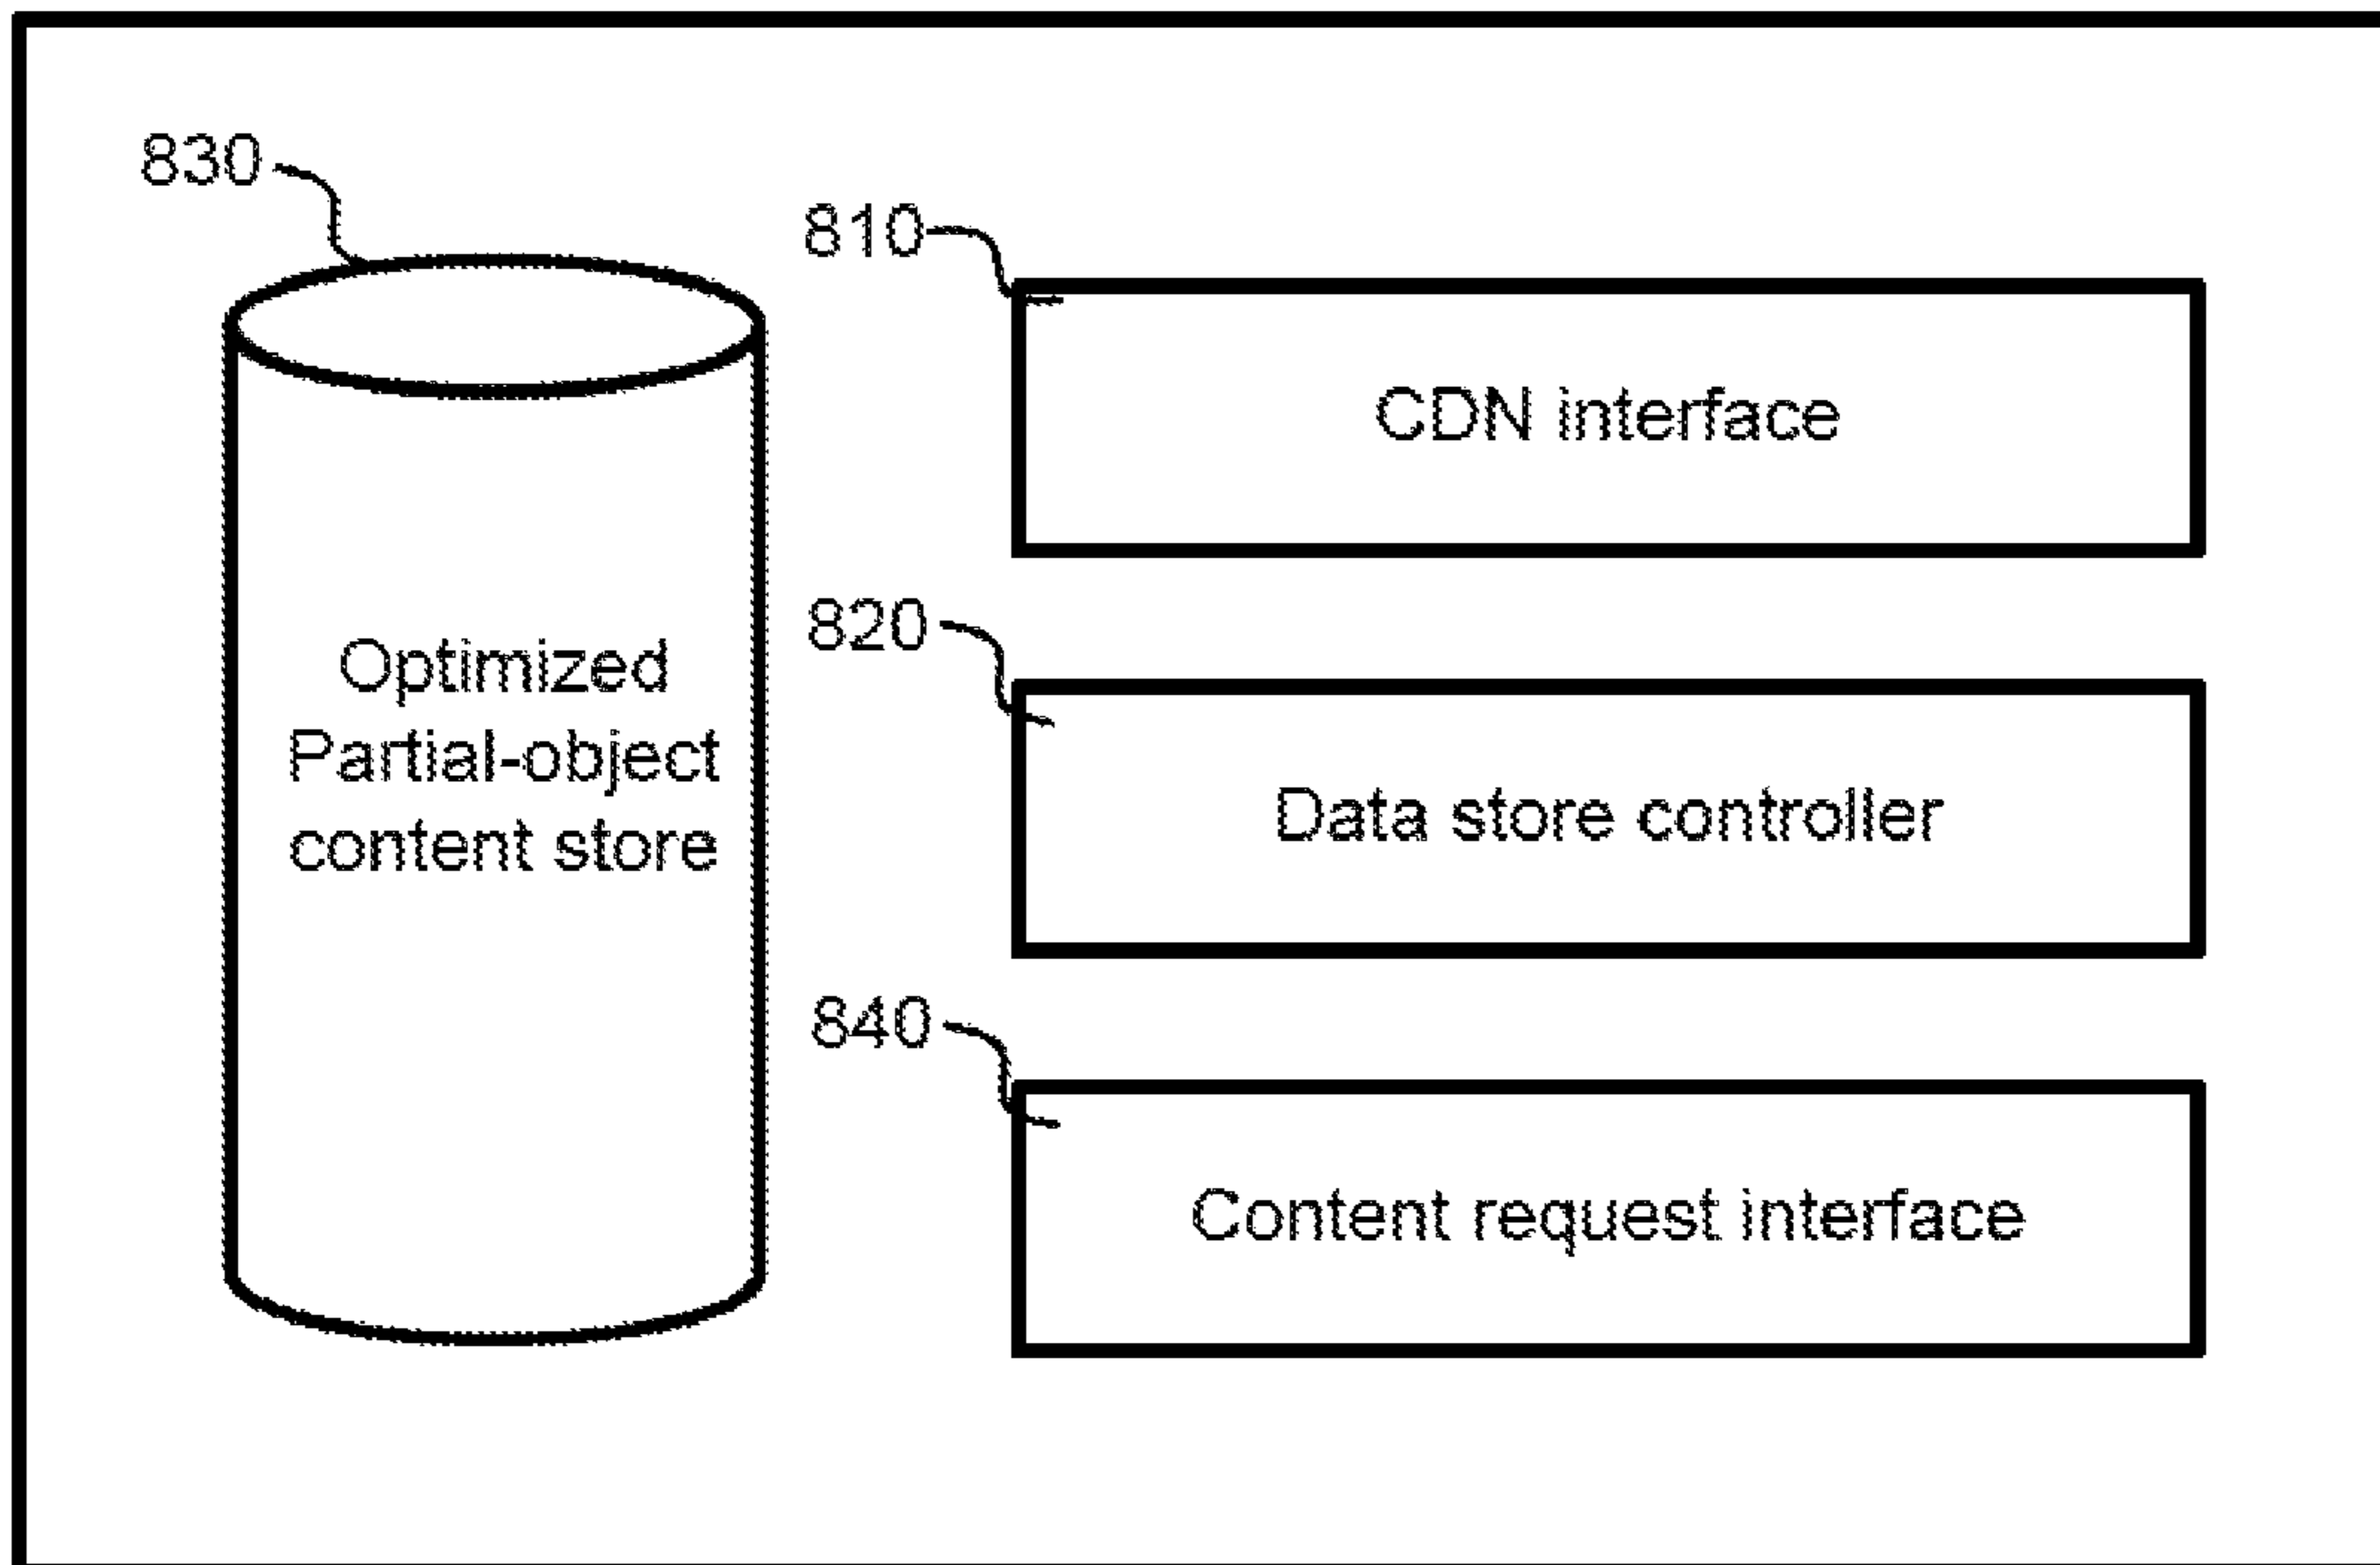 830
810
CDN interface
820
Optimized
Partial-object
content store
Data store controller
840
Content request interface